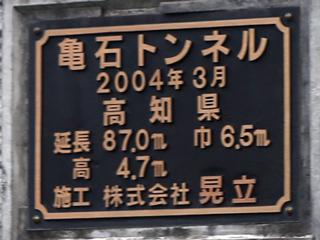 亀石トンネル
2004年3月
高知県
延長 87.0m 巾 6.5m
高 4.7m
施工 株式会社 晃立